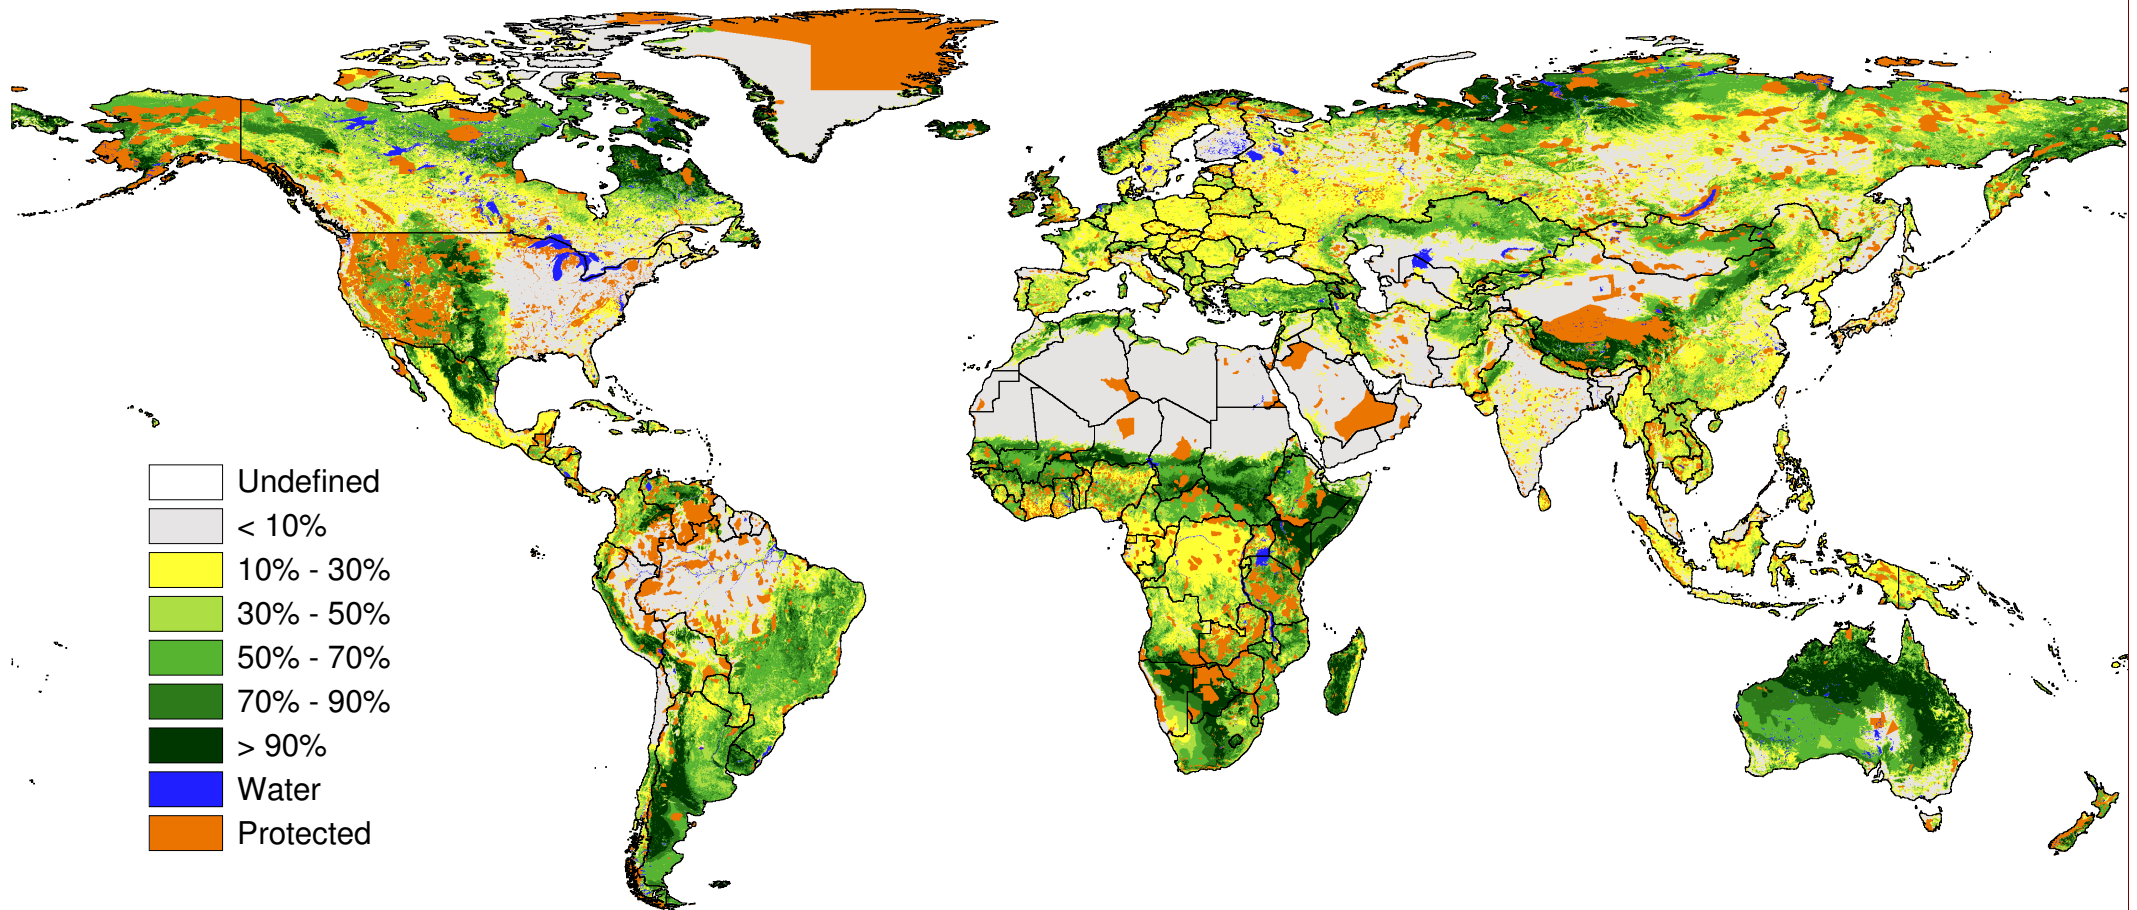 Undefined
< 10%
10% - 30%
30% - 50%
50% - 70%
70% - 90%
> 90%
Water
Protected